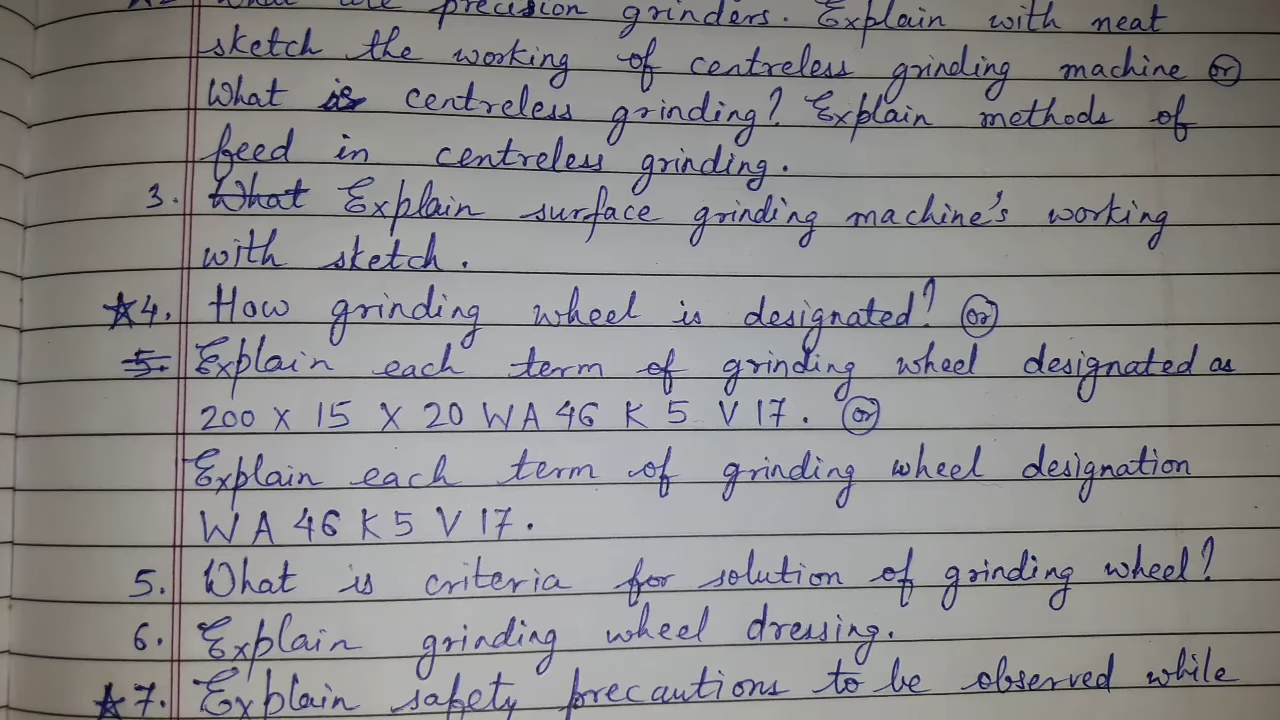 What are precision grinders. Explain with neat
sketch the working of centreless grinding machine or
What is centreless grinding? Explain methods of
feed in centreless grinding.
3. What Explain surface grinding machine's working
with sketch.
☆4. How grinding wheel is designated? or
5. Explain each term of grinding wheel designated as
200 X 15 X 20 WA 46 K 5 V 17. or
Explain each term of grinding wheel designation
WA 46 K 5 V 17.
5. What is criteria for solution of grinding wheel?
6. Explain grinding wheel dressing.
☆7. Explain safety precautions to be observed while